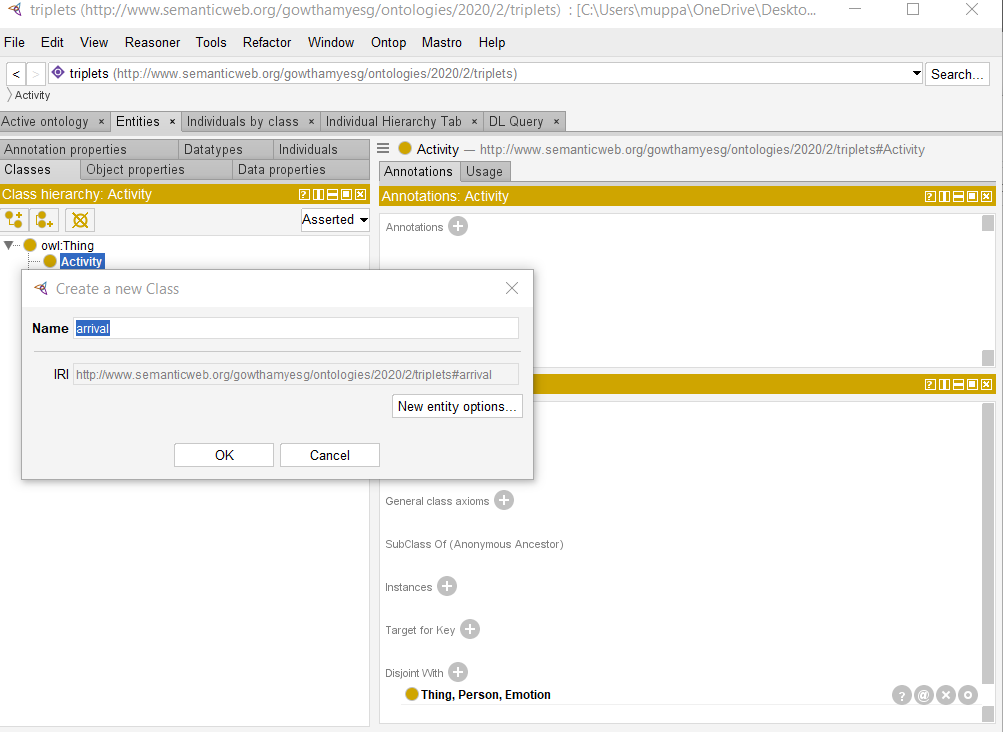 triplets (http://www.semanticweb.org/gowthamyesg/ontologies/2020/2/triplets) : [C:\Users\muppa\OneDrive\Deskto...
File Edit View Reasoner Tools Refactor Window Ontop Mastro Help
< > triplets (http://www.semanticweb.org/gowthamyesg/ontologies/2020/2/triplets) Search...
Activity
Active ontology × Entities × Individuals by class × Individual Hierarchy Tab × DL Query ×
Annotation properties Datatypes Individuals
Classes Object properties Data properties
Class hierarchy: Activity
Asserted
owl:Thing
Activity
Create a new Class
Name arrival
IRI http://www.semanticweb.org/gowthamyesg/ontologies/2020/2/triplets#arrival
New entity options...
OK Cancel
Activity — http://www.semanticweb.org/gowthamyesg/ontologies/2020/2/triplets#Activity
Annotations Usage
Annotations: Activity
Annotations
General class axioms
SubClass Of (Anonymous Ancestor)
Instances
Target for Key
Disjoint With
Thing, Person, Emotion